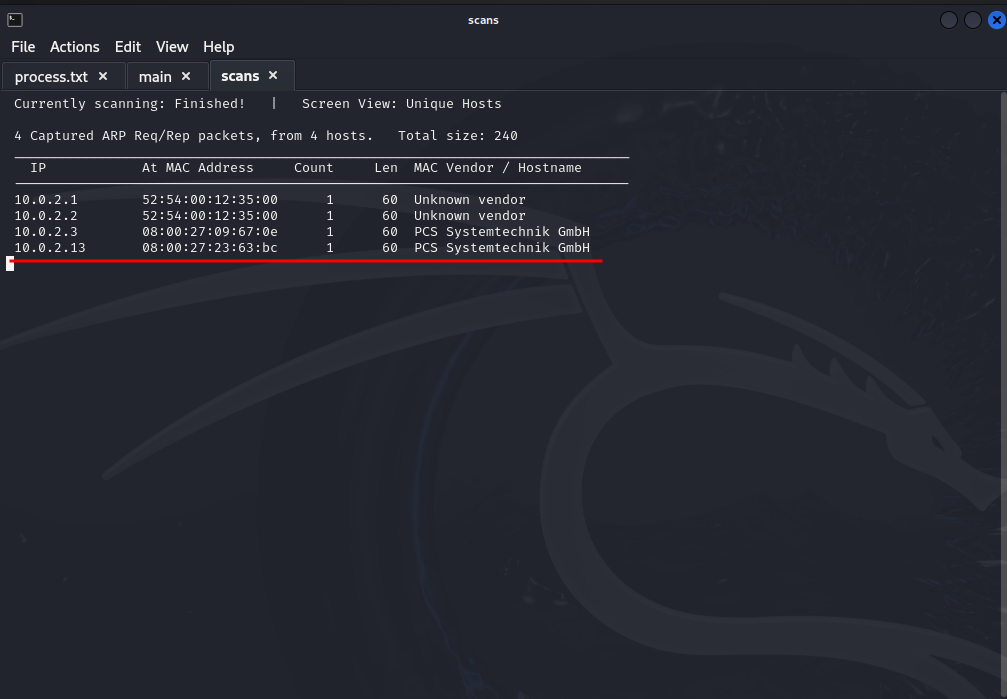 scans
File Actions Edit View Help
process.txt × main × scans ×
Currently scanning: Finished! | Screen View: Unique Hosts
4 Captured ARP Req/Rep packets, from 4 hosts. Total size: 240
IP At MAC Address Count Len MAC Vendor / Hostname
10.0.2.1 52:54:00:12:35:00 1 60 Unknown vendor
10.0.2.2 52:54:00:12:35:00 1 60 Unknown vendor
10.0.2.3 08:00:27:09:67:0e 1 60 PCS Systemtechnik GmbH
10.0.2.13 08:00:27:23:63:bc 1 60 PCS Systemtechnik GmbH